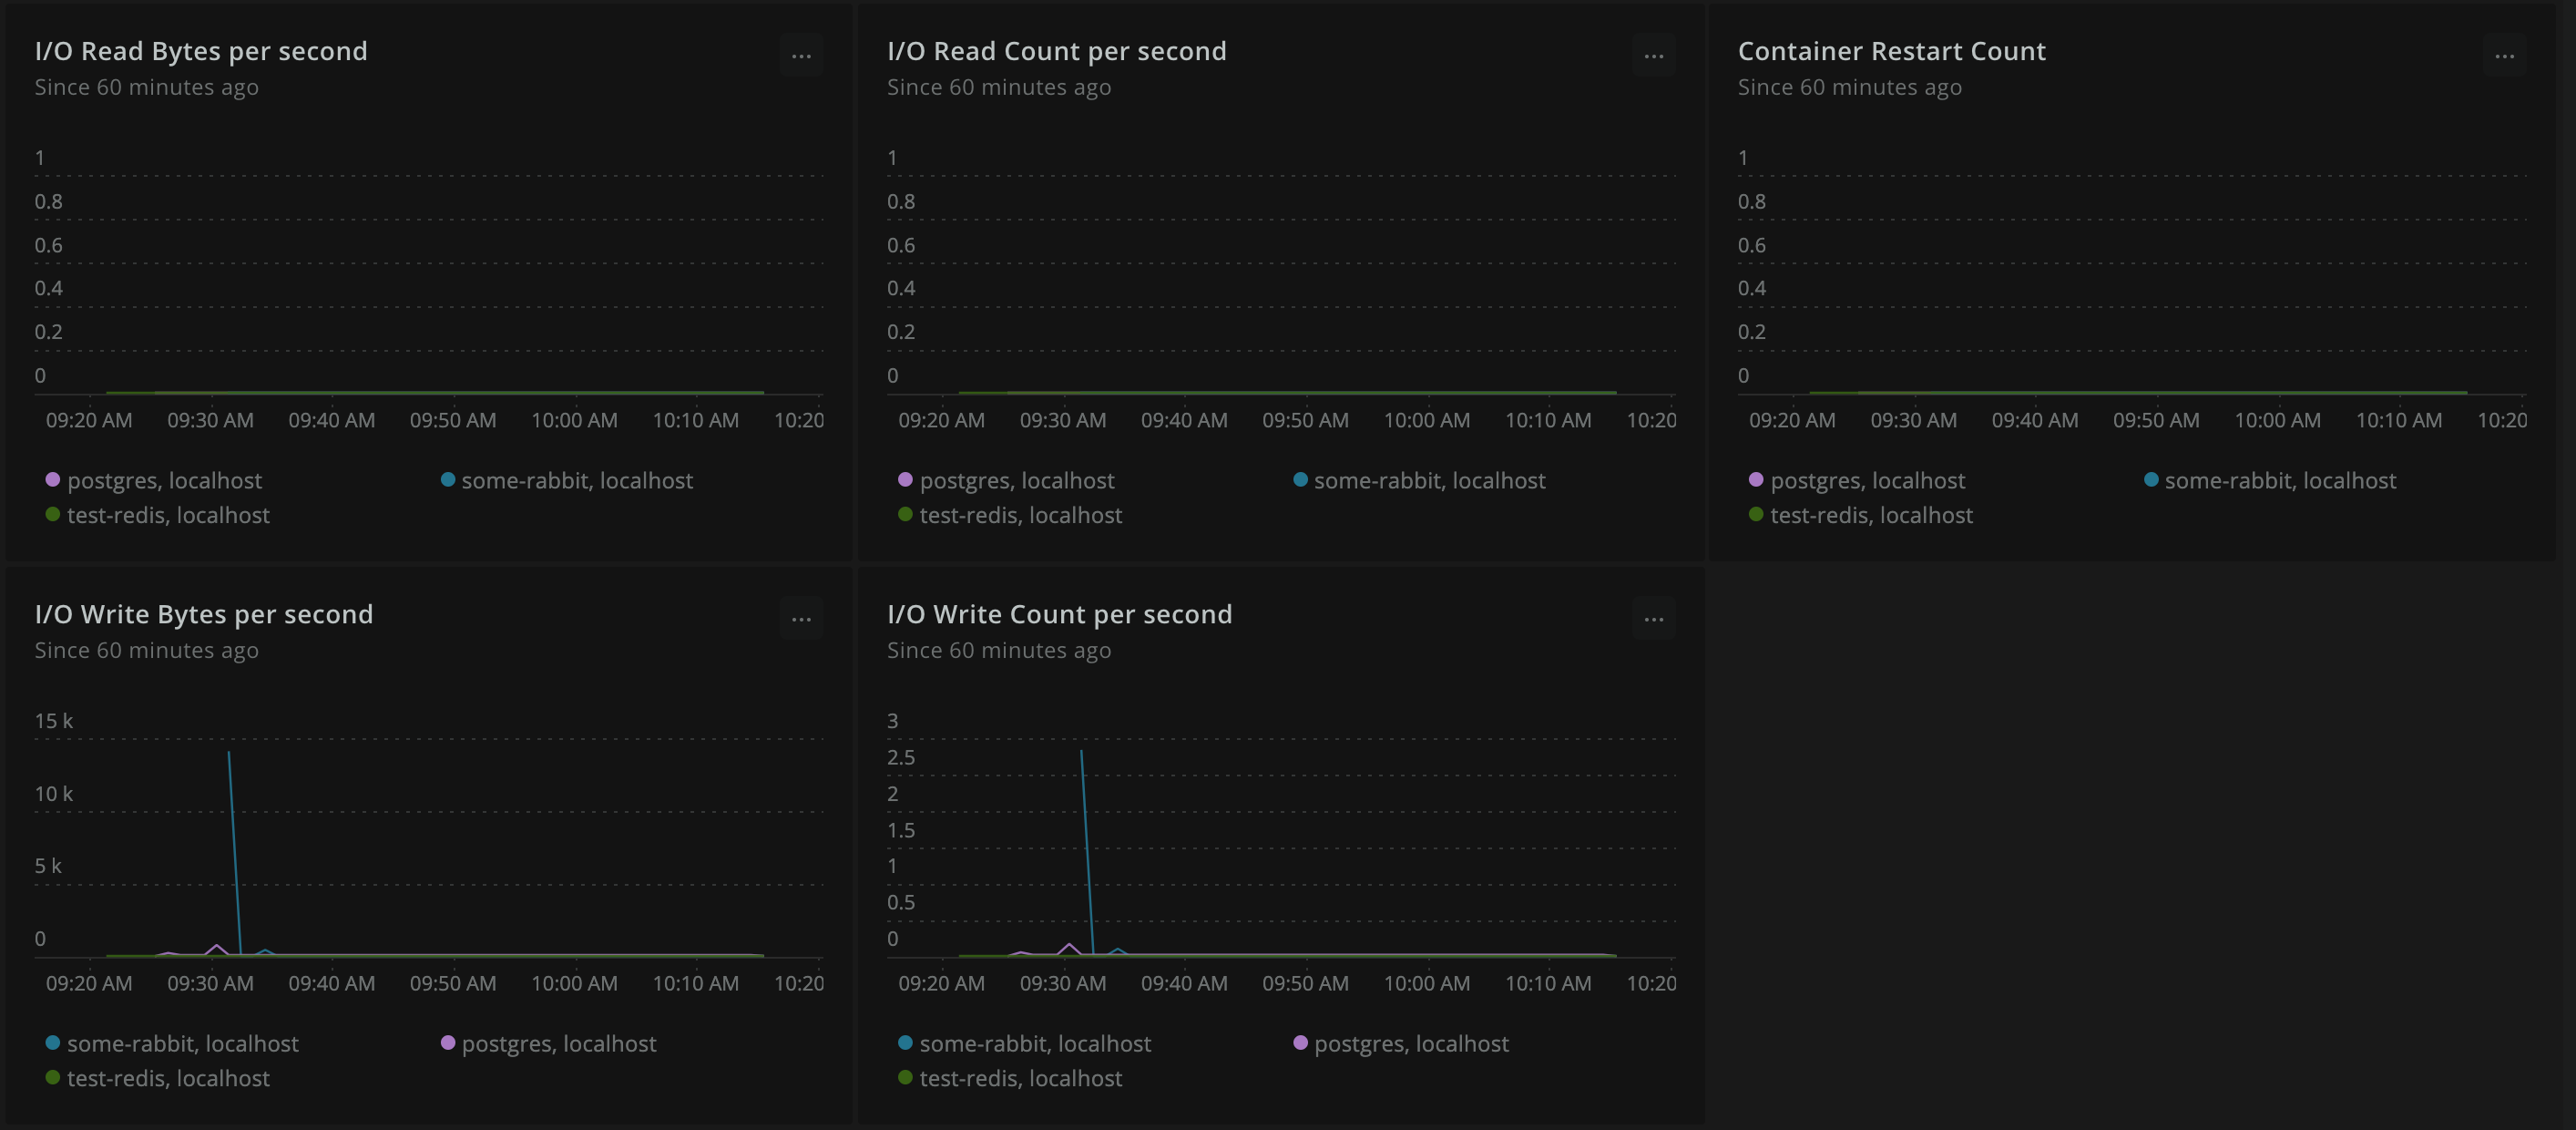 I/O Read Bytes per second
...
Since 60 minutes ago
1
0.8
0.6
0.4
0.2
0
09:20 AM 09:30 AM 09:40 AM 09:50 AM 10:00 AM 10:10 AM 10:20
postgres, localhost some-rabbit, localhost
test-redis, localhost
I/O Read Count per second
...
Since 60 minutes ago
1
0.8
0.6
0.4
0.2
0
09:20 AM 09:30 AM 09:40 AM 09:50 AM 10:00 AM 10:10 AM 10:20
postgres, localhost some-rabbit, localhost
test-redis, localhost
Container Restart Count
...
Since 60 minutes ago
1
0.8
0.6
0.4
0.2
0
09:20 AM 09:30 AM 09:40 AM 09:50 AM 10:00 AM 10:10 AM 10:20
postgres, localhost some-rabbit, localhost
test-redis, localhost
I/O Write Bytes per second
...
Since 60 minutes ago
15 k
10 k
5 k
0
09:20 AM 09:30 AM 09:40 AM 09:50 AM 10:00 AM 10:10 AM 10:20
some-rabbit, localhost postgres, localhost
test-redis, localhost
I/O Write Count per second
...
Since 60 minutes ago
3
2.5
2
1.5
1
0.5
0
09:20 AM 09:30 AM 09:40 AM 09:50 AM 10:00 AM 10:10 AM 10:20
some-rabbit, localhost postgres, localhost
test-redis, localhost